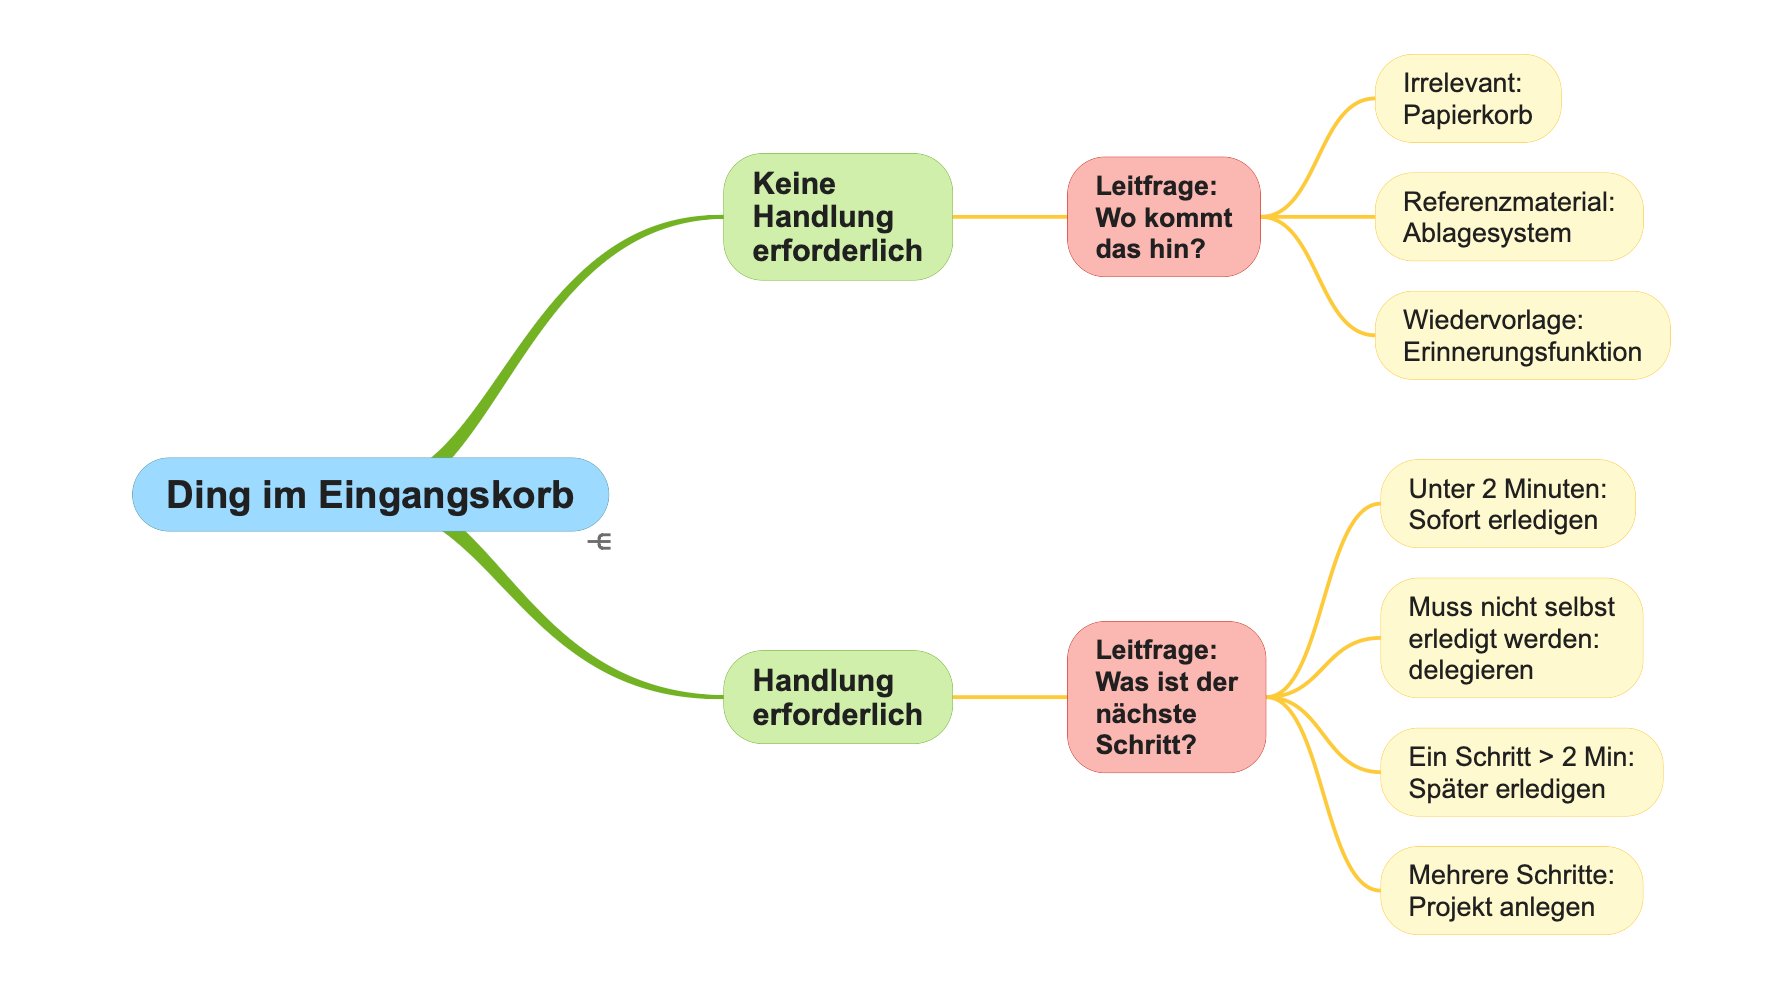 Ding im Eingangskorb
Keine
Handlung
erforderlich
Leitfrage:
Wo kommt
das hin?
Irrelevant:
Papierkorb
Referenzmaterial:
Ablagesystem
Wiedervorlage:
Erinnerungsfunktion
Handlung
erforderlich
Leitfrage:
Was ist der
nächste
Schritt?
Unter 2 Minuten:
Sofort erledigen
Muss nicht selbst
erledigt werden:
delegieren
Ein Schritt > 2 Min:
Später erledigen
Mehrere Schritte:
Projekt anlegen